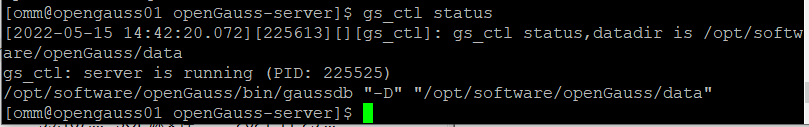 [omm@opengauss01 openGauss-server]$ gs_ctl status
[2022-05-15 14:42:20.072][225613][][gs_ctl]: gs_ctl status,datadir is /opt/softw
are/openGauss/data
gs_ctl: server is running (PID: 225525)
/opt/software/openGauss/bin/gaussdb "-D" "/opt/software/openGauss/data"
[omm@opengauss01 openGauss-server]$